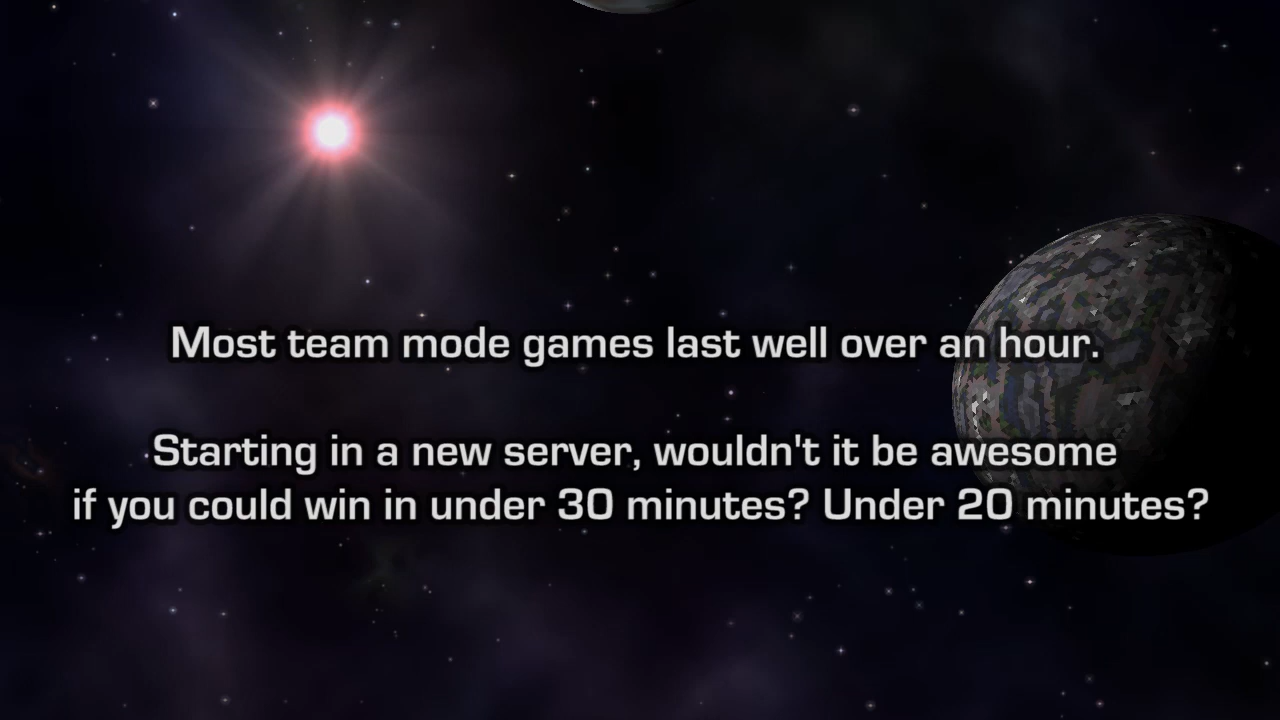 Most team mode games last well over an hour.
Starting in a new server, wouldn't it be awesome
if you could win in under 30 minutes? Under 20 minutes?